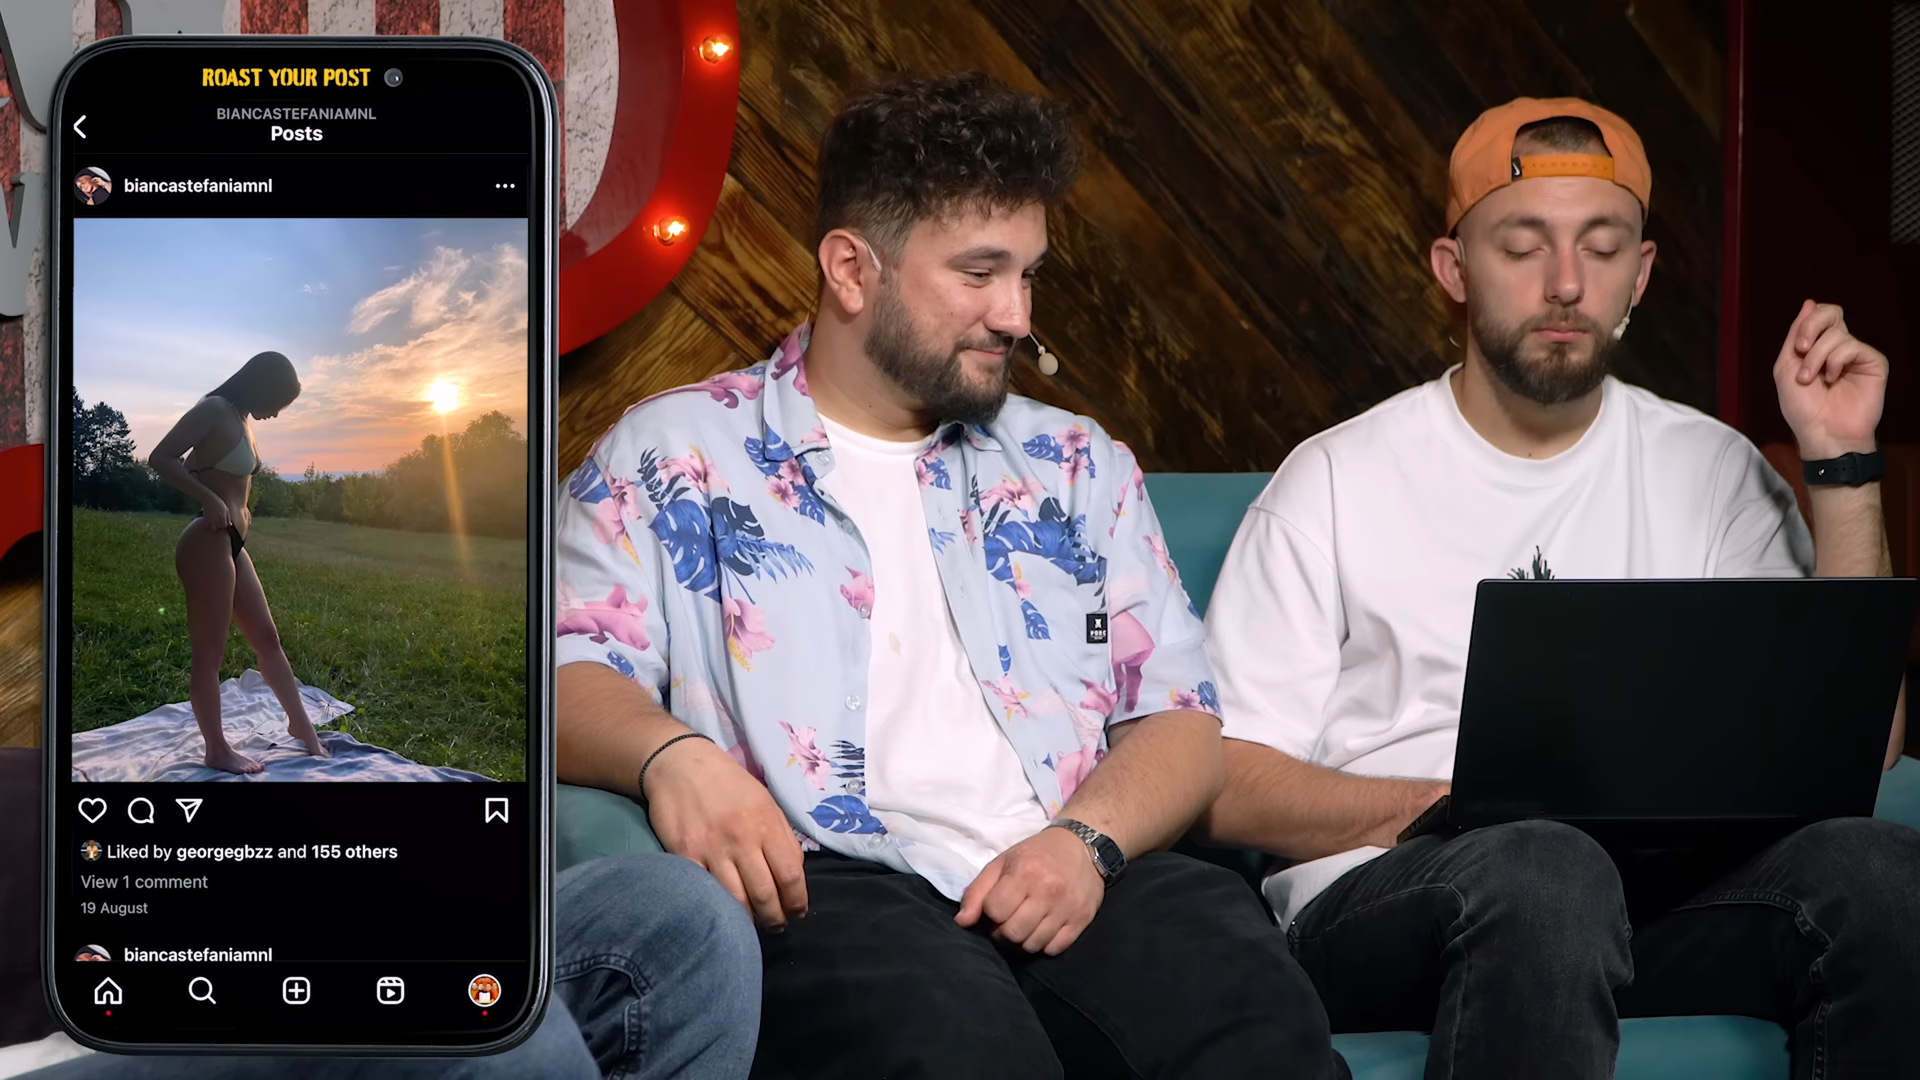 ROAST YOUR POST
BIANCASTEFANIAMNL
Posts
biancastefaniamnl
Liked by georgegbzz and 155 others
View 1 comment
19 August
biancastefaniamnl